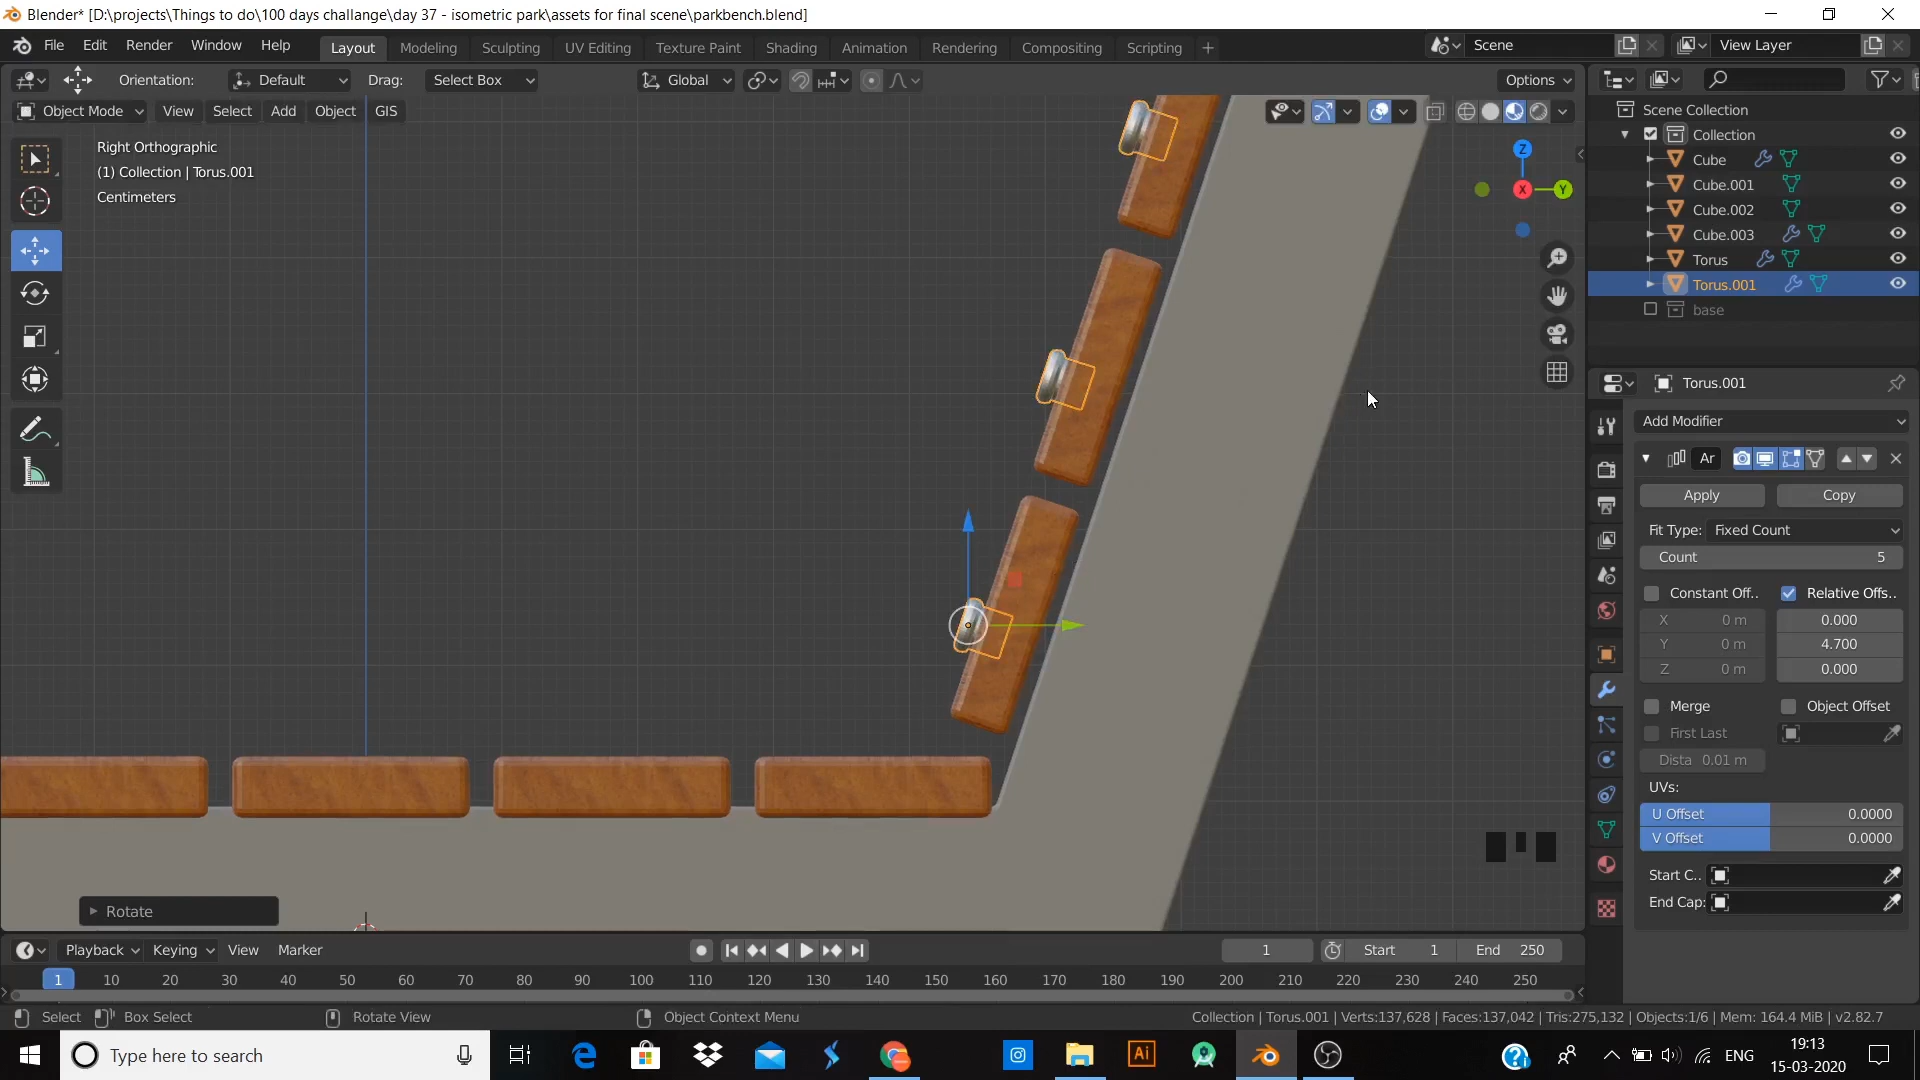 Blender* [D:\projects\Things to do\100 days challange\day 37 - isometric park\assets for final scene\parkbench.blend]
File Edit Render Window Help Layout Modeling Sculpting UV Editing Texture Paint Shading Animation Rendering Compositing Scripting + Scene View Layer
Orientation: Default Drag: Select Box Global Options
Object Mode View Select Add Object GIS
Right Orthographic
(1) Collection | Torus.001
Centimeters
Z
X
Y
Scene Collection
Collection
Cube
Cube.001
Cube.002
Cube.003
Torus
Torus.001
base
Torus.001
Add Modifier
Ar
Apply Copy
Fit Type: Fixed Count
Count 5
Constant Off.. Relative Offs..
X 0 m 0.000
Y 0 m 4.700
Z 0 m 0.000
Merge Object Offset
First Last
Dista 0.01 m
UVs:
U Offset 0.0000
V Offset 0.0000
Start C..
End Cap:
Rotate
Playback Keying View Marker 1 Start 1 End 250
1 10 20 30 40 50 60 70 80 90 100 110 120 130 140 150 160 170 180 190 200 210 220 230 240 250
Select Box Select Rotate View Object Context Menu Collection | Torus.001 | Verts:137,628 | Faces:137,042 | Tris:275,132 | Objects:1/6 | Mem: 164.4 MiB | v2.82.7
Type here to search
Ai
ENG
19:13
15-03-2020